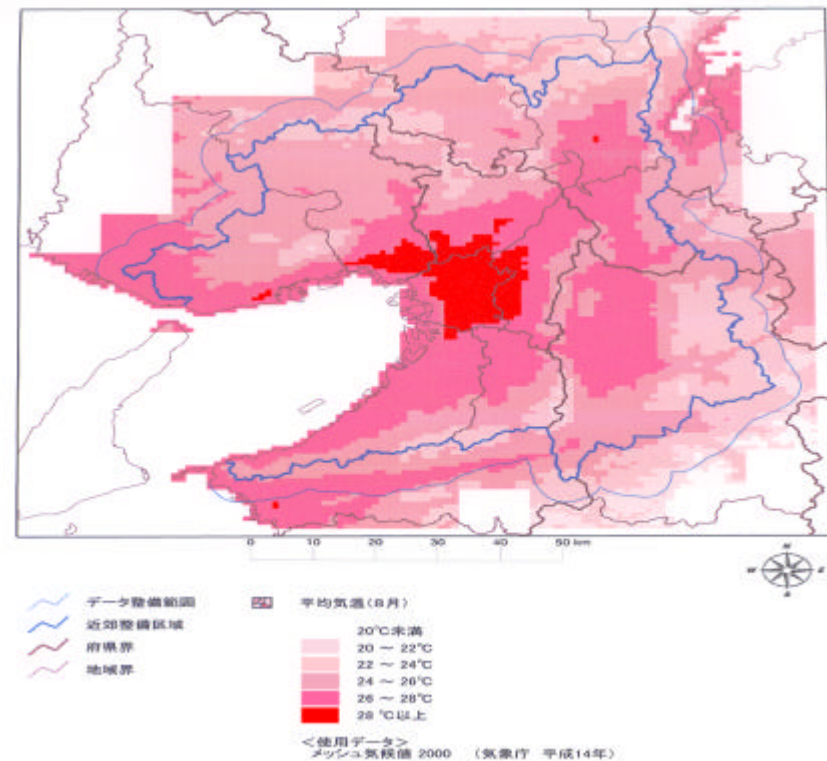 N
W E
S
0 10 20 30 40 50 km
データ整備範囲
近郊整備区域
府県界
地域界
平均気温(8月)
20℃未満
20 ~ 22℃
22 ~ 24℃
24 ~ 26℃
26 ~ 28℃
28 ℃以上
<使用データ>
メッシュ気候値 2000 (気象庁 平成14年)